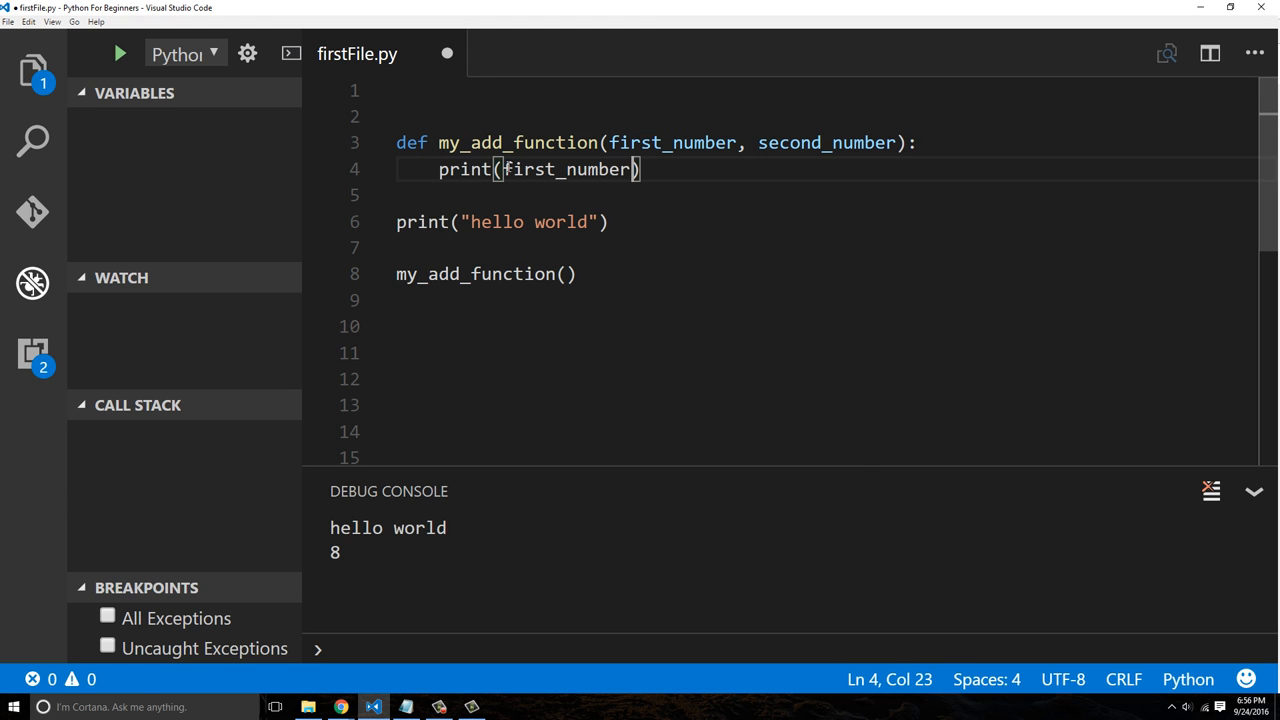 ● firstFile.py - Python For Beginners - Visual Studio Code
File Edit View Go Help
Python
firstFile.py
1
VARIABLES
1
2
3 def my_add_function(first_number, second_number):
4 print(first_number)
5
6 print("hello world")
7
8 my_add_function()
9
10
11
12
13
14
15
WATCH
2
CALL STACK
DEBUG CONSOLE
hello world
8
BREAKPOINTS
All Exceptions
Uncaught Exceptions
0 0 Ln 4, Col 23 Spaces: 4 UTF-8 CRLF Python
I'm Cortana. Ask me anything.
6:56 PM
9/24/2016